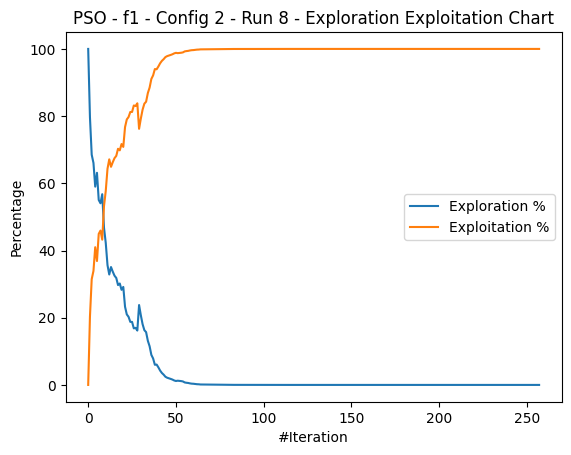 PSO - f1 - Config 2 - Run 8 - Exploration Exploitation Chart
100
80
60
40
20
0
Percentage
Exploration %
Exploitation %
0 50 100 150 200 250
#Iteration